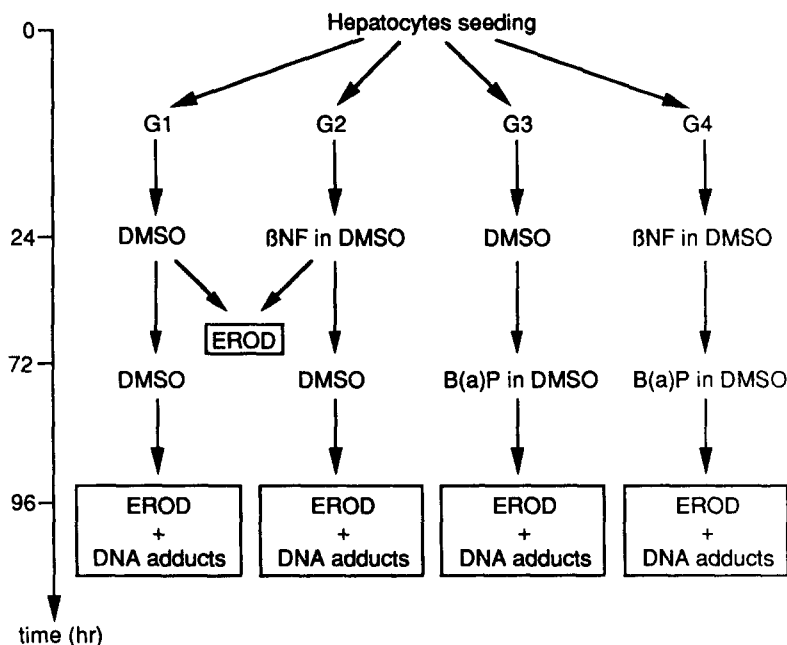 0
Hepatocytes seeding
G1 G2 G3 G4
24 DMSO ßNF in DMSO DMSO ßNF in DMSO
EROD
72 DMSO DMSO B(a)P in DMSO B(a)P in DMSO
96 EROD EROD EROD EROD
+ + + +
DNA adducts DNA adducts DNA adducts DNA adducts
time (hr)